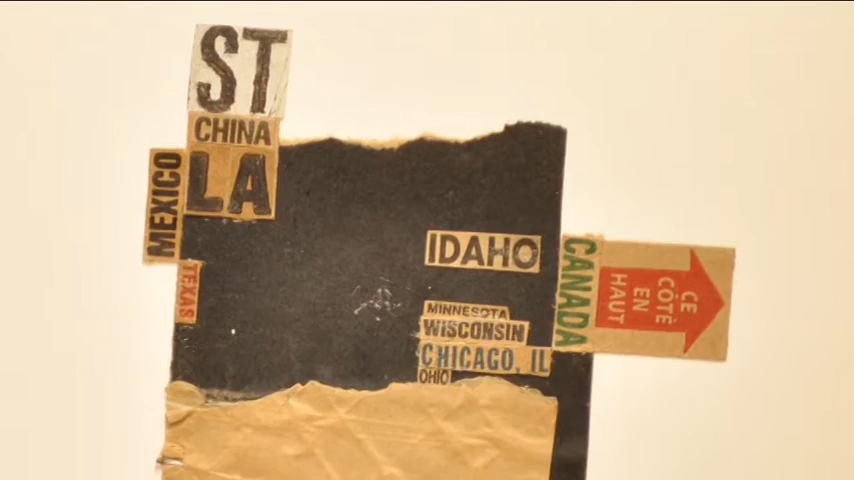 ST
CHINA
LA
MEXICO
TEXAS
IDAHO
MINNESOTA
WISCONSIN
CHICAGO, IL
OHIO
CANADA
CE
CÔTÉ
EN
HAUT